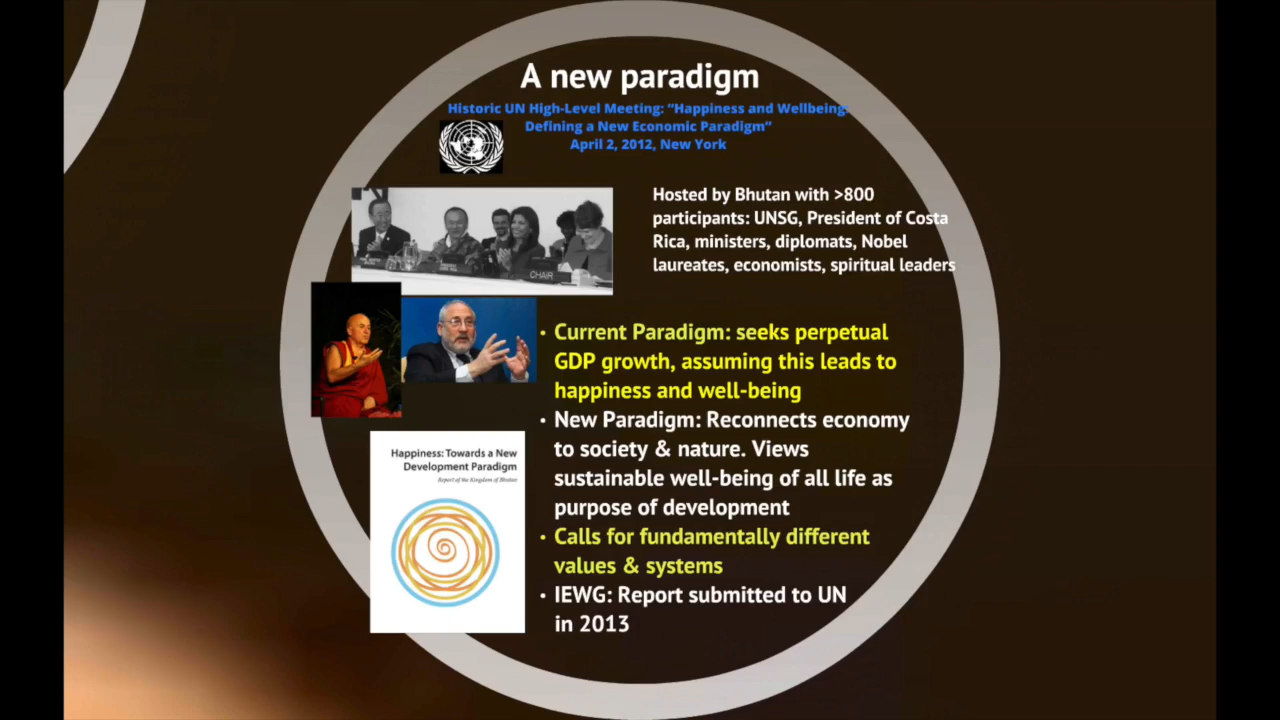 A new paradigm
Historic UN High-Level Meeting: “Happiness and Wellbeing:
Defining a New Economic Paradigm”
April 2, 2012, New York
Hosted by Bhutan with >800
participants: UNSG, President of Costa
Rica, ministers, diplomats, Nobel
laureates, economists, spiritual leaders
CHAIR
• Current Paradigm: seeks perpetual
GDP growth, assuming this leads to
happiness and well-being
• New Paradigm: Reconnects economy
to society & nature. Views
sustainable well-being of all life as
purpose of development
• Calls for fundamentally different
values & systems
• IEWG: Report submitted to UN
in 2013
Happiness: Towards a New
Development Paradigm
Report of the Kingdom of Bhutan